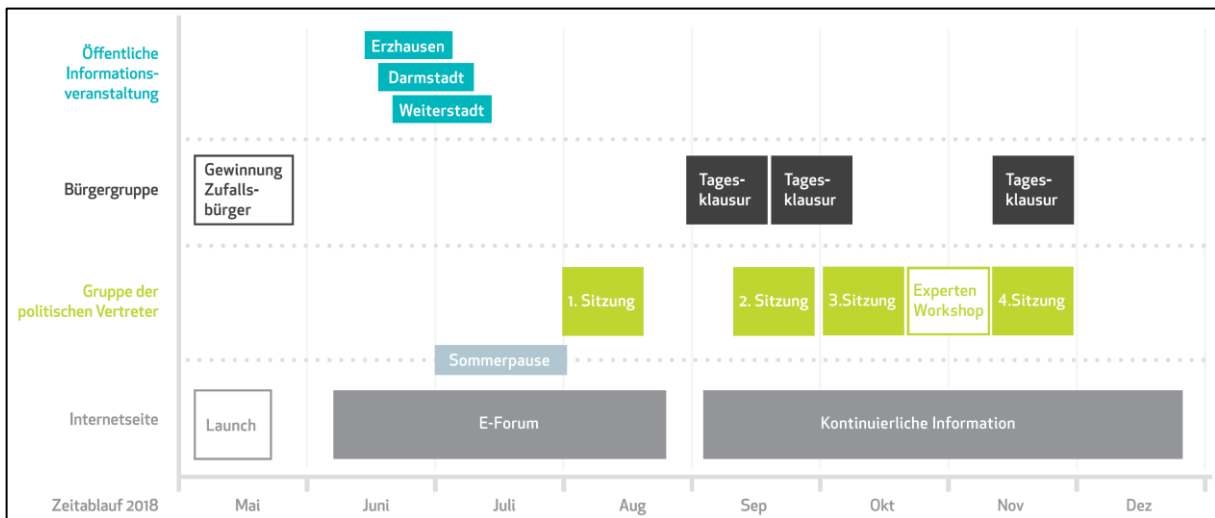 Öffentliche
Informations-
veranstaltung
Erzhausen
Darmstadt
Weiterstadt
Bürgergruppe
Gewinnung
Zufalls-
bürger
Tages-
klausur
Tages-
klausur
Tages-
klausur
Gruppe der
politischen Vertreter
1. Sitzung
2. Sitzung
3.Sitzung
Experten
Workshop
4.Sitzung
Sommerpause
Internetseite
Launch
E-Forum
Kontinuierliche Information
Zeitablauf 2018
Mai
Juni
Juli
Aug
Sep
Okt
Nov
Dez